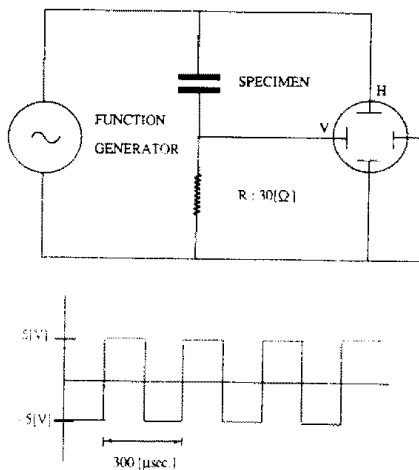 SPECIMEN
H
FUNCTION
GENERATOR
V
R : 30[Ω]
5[V]
-5[V]
300 [μsec.]